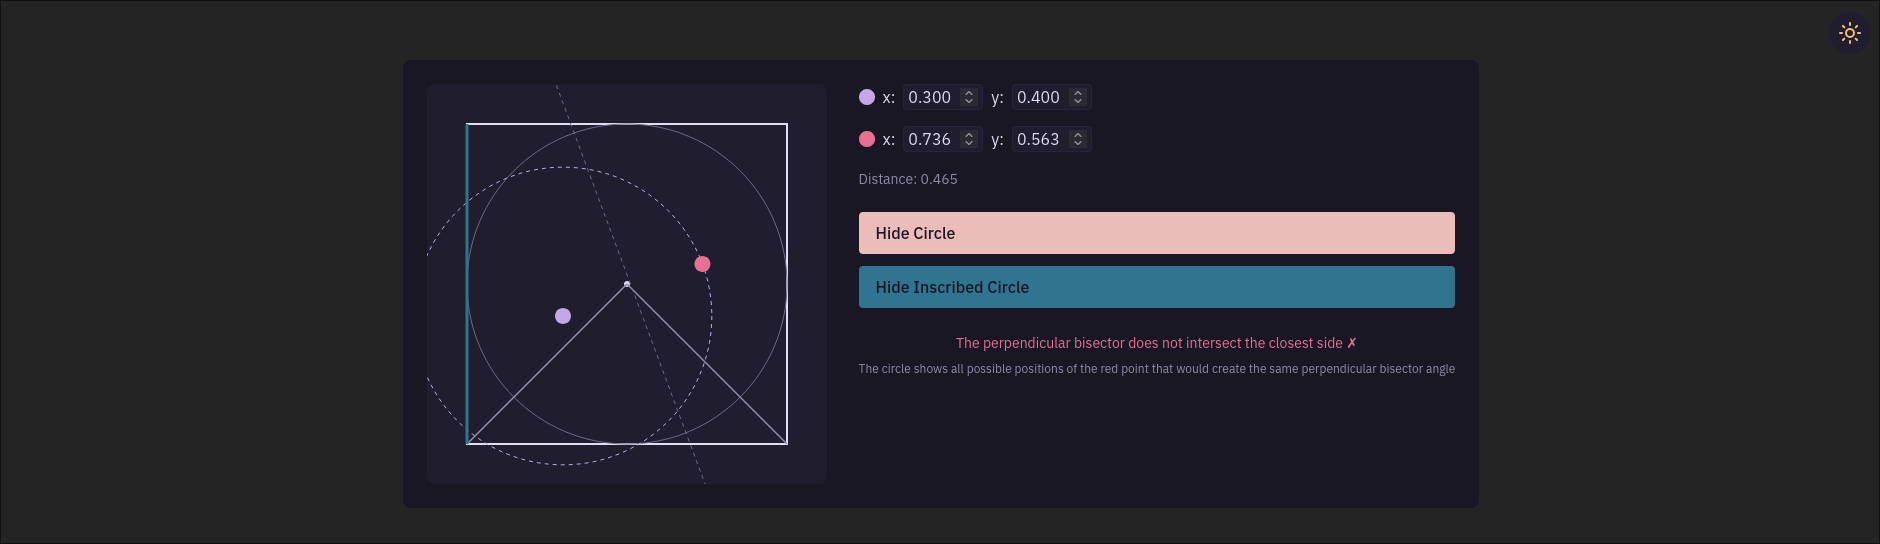 x: 0.300 y: 0.400
x: 0.736 y: 0.563
Distance: 0.465
Hide Circle
Hide Inscribed Circle
The perpendicular bisector does not intersect the closest side ✗
The circle shows all possible positions of the red point that would create the same perpendicular bisector angle